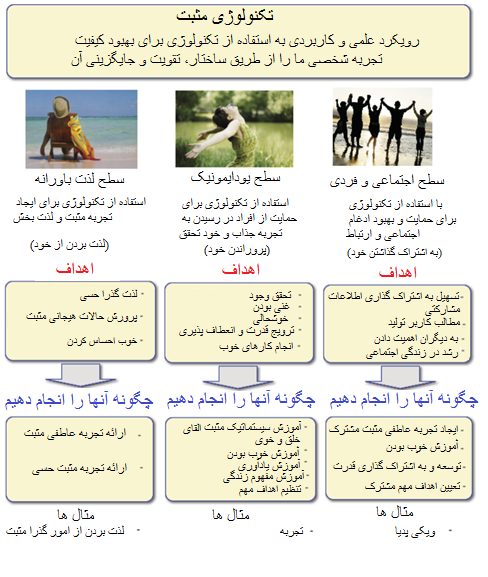 تکنولوژی مثبت
رویکرد علمی و کاربردی به استفاده از تکنولوژی برای بهبود کیفیت
تجربه شخصی ما را از طریق ساختار، تقویت و جایگزینی آن
سطح اجتماعی و فردی
با استفاده از تکنولوژی
برای حمایت و بهبود ادغام
اجتماعی و ارتباط
(به اشتراک گذاشتن خود)
اهداف
-تسهیل به اشتراک گذاری اطلاعات
مشارکتی
- مطالب کاربر تولید
- به دیگران اهمیت دادن
- رشد در زندگی اجتماعی
چگونه آنها را انجام دهیم
- ایجاد تجربه عاطفی مثبت مشترک
- آموزش خوب بودن
- توسعه و به اشتراک گذاری قدرت
- تعیین اهداف مهم مشترک
مثال ها
- ویکی پدیا
سطح یودایمونیک
استفاده از تکنولوژی برای
حمایت از افراد در رسیدن به
تجربه جذاب و خود تحقق
(پروراندن خود)
اهداف
- تحقق وجود
- غنی بودن
- خوشحالی
- ترویج قدرت و انعطاف پذیری
- انجام کارهای خوب
چگونه آنها را انجام دهیم
- آموزش سیستماتیک مثبت القای
خلق و خوی
- آموزش خوب بودن
- آموزش یادآوری
- آموزش مفهوم زندگی
- تنظیم اهداف مهم
مثال ها
- تجربه
سطح لذت باورانه
استفاده از تکنولوژی برای ایجاد
تجربه مثبت و لذت بخش
(لذت بردن از خود)
اهداف
- لذت گذرا حسی
- پرورش حالات هیجانی مثبت
- خوب احساس کردن
چگونه آنها را انجام دهیم
- ارائه تجربه عاطفی مثبت
- ارائه تجربه مثبت حسی
مثال ها
- لذت بردن از امور گذرا مثبت